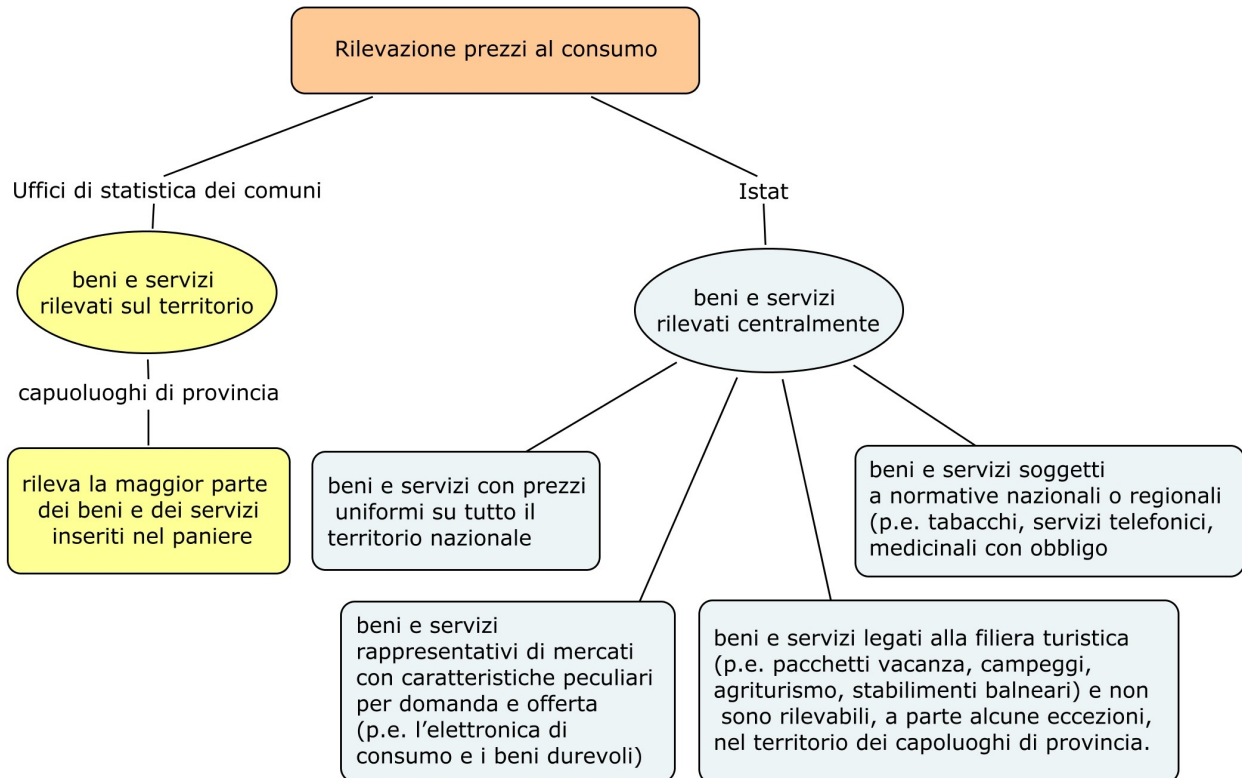 Rilevazione prezzi al consumo
Uffici di statistica dei comuni
Istat
beni e servizi
rilevati sul territorio
beni e servizi
rilevati centralmente
capuoluoghi di provincia
rileva la maggior parte
dei beni e dei servizi
inseriti nel paniere
beni e servizi con prezzi
uniformi su tutto il
territorio nazionale
beni e servizi soggetti
a normative nazionali o regionali
(p.e. tabacchi, servizi telefonici,
medicinali con obbligo
beni e servizi
rappresentativi di mercati
con caratteristiche peculiari
per domanda e offerta
(p.e. l'elettronica di
consumo e i beni durevoli)
beni e servizi legati alla filiera turistica
(p.e. pacchetti vacanza, campeggi,
agriturismo, stabilimenti balneari) e non
sono rilevabili, a parte alcune eccezioni,
nel territorio dei capoluoghi di provincia.